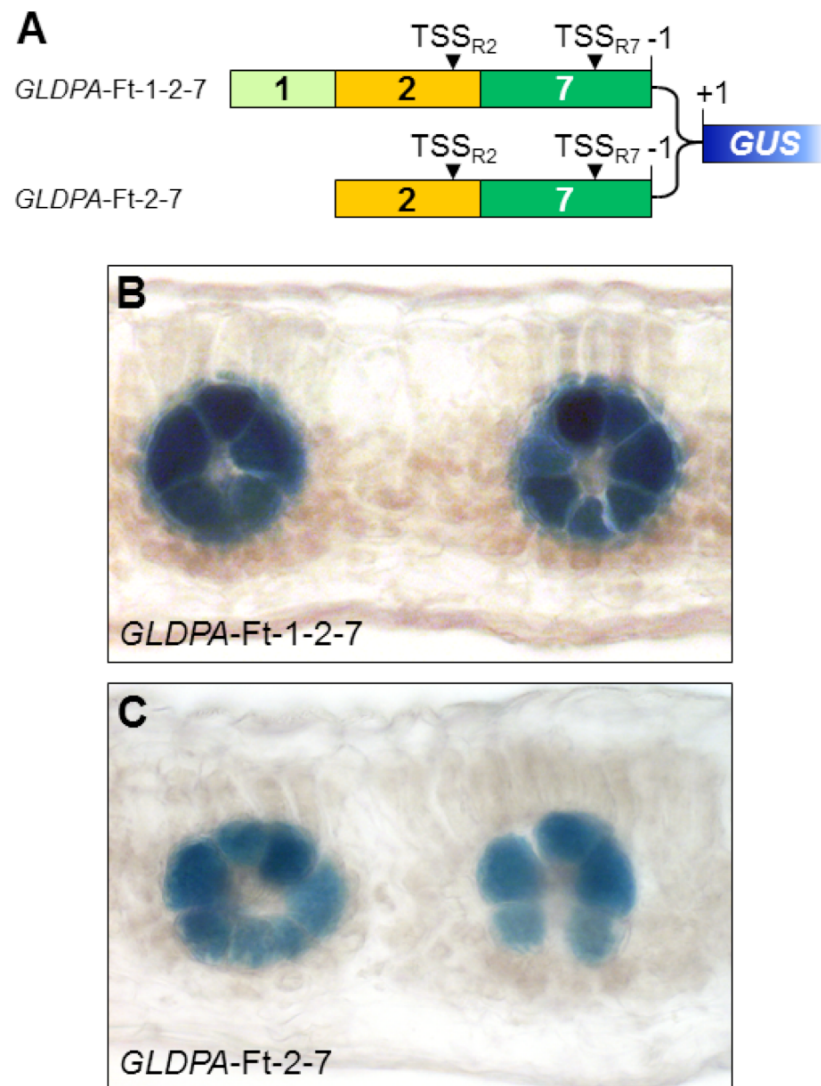 A
TSSR2 TSSR7 -1
GLDPA-Ft-1-2-7 1 2 7
+1
GUS
TSSR2 TSSR7 -1
GLDPA-Ft-2-7 2 7
B
GLDPA-Ft-1-2-7
C
GLDPA-Ft-2-7